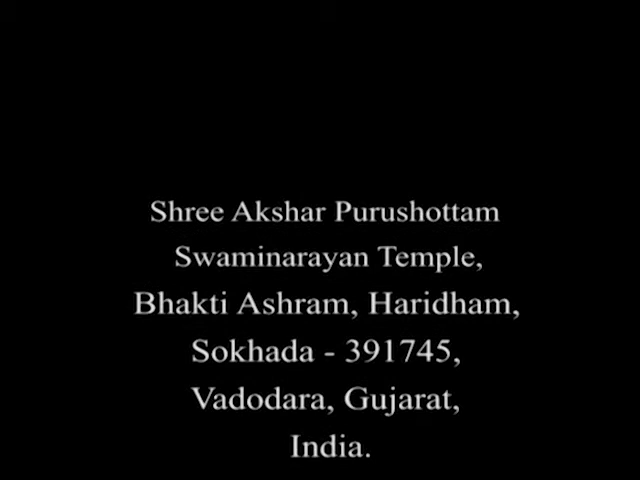 Shree Akshar Purushottam
Swaminarayan Temple,
Bhakti Ashram, Haridham,
Sokhada - 391745,
Vadodara, Gujarat,
India.